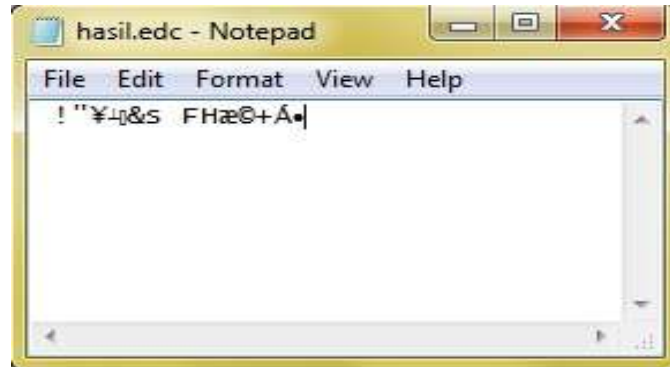 hasil.edc - Notepad
File Edit Format View Help
!"¥┴▯&s FHæ©+Á•